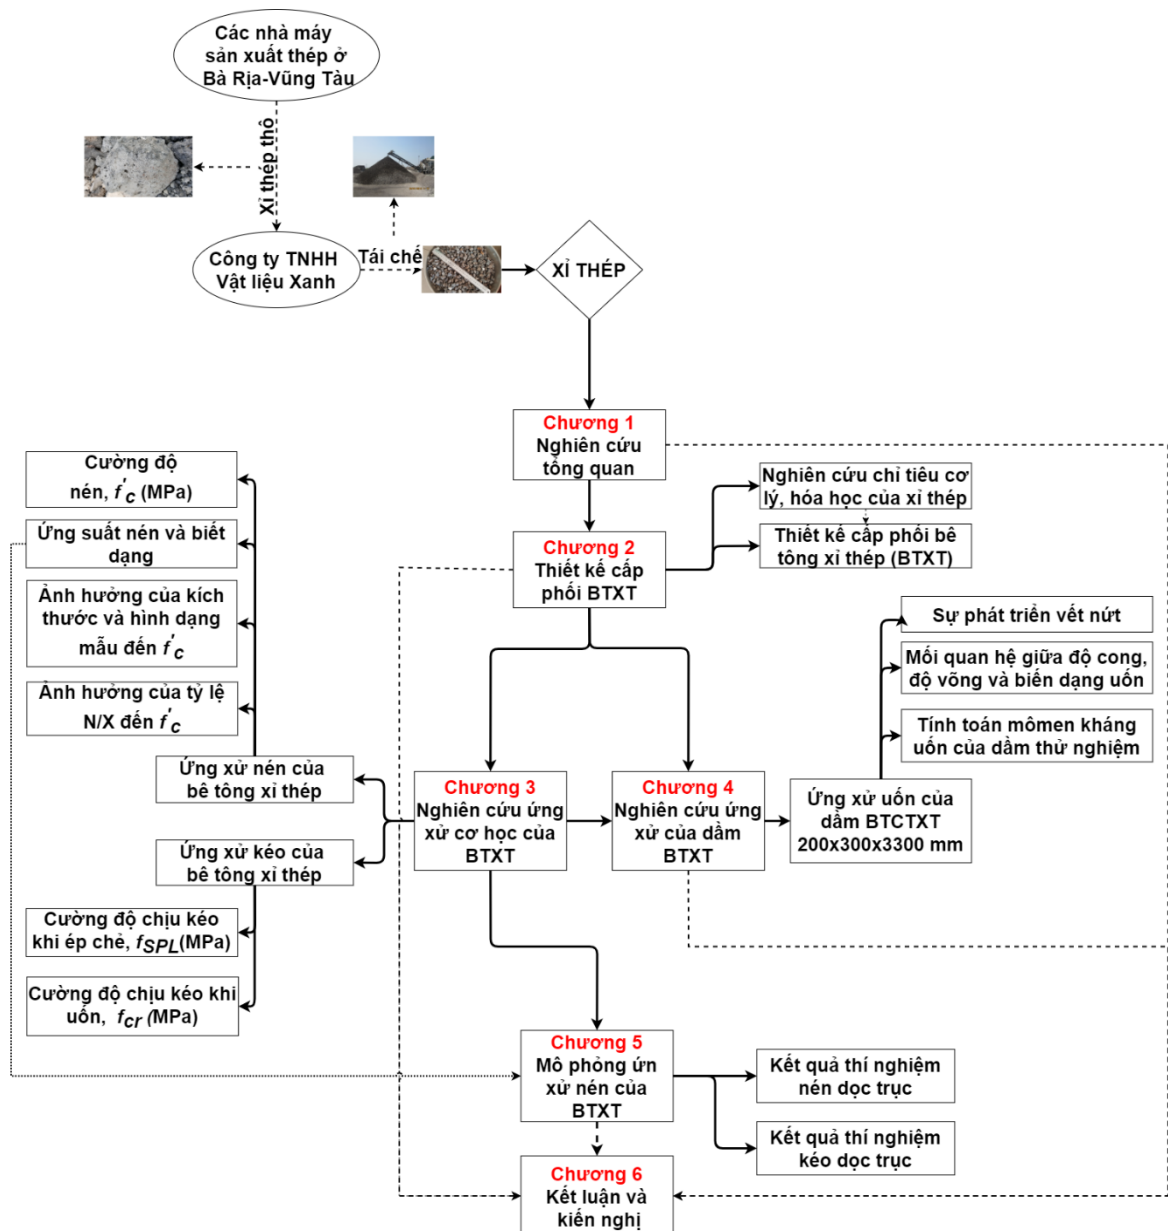 Các nhà máy
sản xuất thép ở
Bà Rịa-Vũng Tàu
Xỉ thép thô
Công ty TNHH
Vật liệu Xanh
Tái chế
XỈ THÉP
Chương 1
Nghiên cứu
tổng quan
Chương 2
Thiết kế cấp
phối BTXT
Nghiên cứu chỉ tiêu cơ
lý, hóa học của xỉ thép
Thiết kế cấp phối bê
tông xỉ thép (BTXT)
Cường độ
nén, f'c (MPa)
Ứng suất nén và biết
dạng
Ảnh hưởng của kích
thước và hình dạng
mẫu đến f'c
Ảnh hưởng của tỷ lệ
N/X đến f'c
Ứng xử nén của
bê tông xỉ thép
Ứng xử kéo của
bê tông xỉ thép
Cường độ chịu kéo
khi ép chẻ, fSPL(MPa)
Cường độ chịu kéo khi
uốn, fcr (MPa)
Chương 3
Nghiên cứu ứng
xử cơ học của
BTXT
Chương 4
Nghiên cứu ứng
xử của dầm
BTXT
Ứng xử uốn của
dầm BTCTXT
200x300x3300 mm
Sự phát triển vết nứt
Mối quan hệ giữa độ cong,
độ võng và biến dạng uốn
Tính toán mômen kháng
uốn của dầm thử nghiệm
Chương 5
Mô phỏng ứn
xử nén của
BTXT
Kết quả thí nghiệm
nén dọc trục
Kết quả thí nghiệm
kéo dọc trục
Chương 6
Kết luận và
kiến nghị